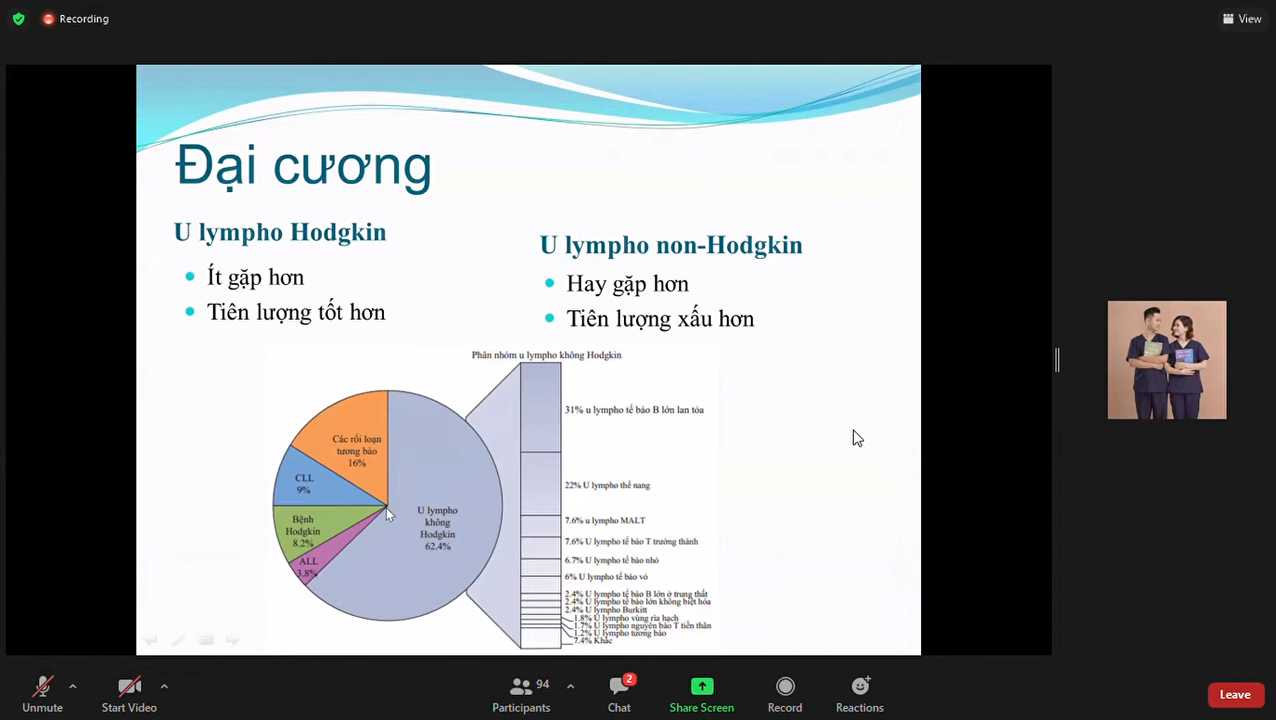 Recording
View
Đại cương
U lympho Hodgkin
Ít gặp hơn
Tiên lượng tốt hơn
U lympho non-Hodgkin
Hay gặp hơn
Tiên lượng xấu hơn
Phân nhóm u lympho không Hodgkin
Các rối loạn
tương bào
16%
CLL
9%
Bệnh
Hodgkin
8.2%
ALL
3.8%
U lympho
không
Hodgkin
62.4%
31% u lympho tế bào B lớn lan tỏa
22% U lympho thể nang
7.6% u lympho MALT
7.6% U lympho tế bào T trưởng thành
6.7% U lympho tế bào nhỏ
6% U lympho tế bào vỏ
2.4% U lympho tế bào B lớn ở trung thất
2.4% U lympho tế bào lớn không biệt hóa
2.4% U lympho Burkitt
1.8% U lympho vùng rìa hạch
1.7% U lympho nguyên bào T tiền thân
1.2% U lympho tương bào
7.4% Khác
Unmute
Start Video
94
Participants
2
Chat
Share Screen
Record
Reactions
Leave